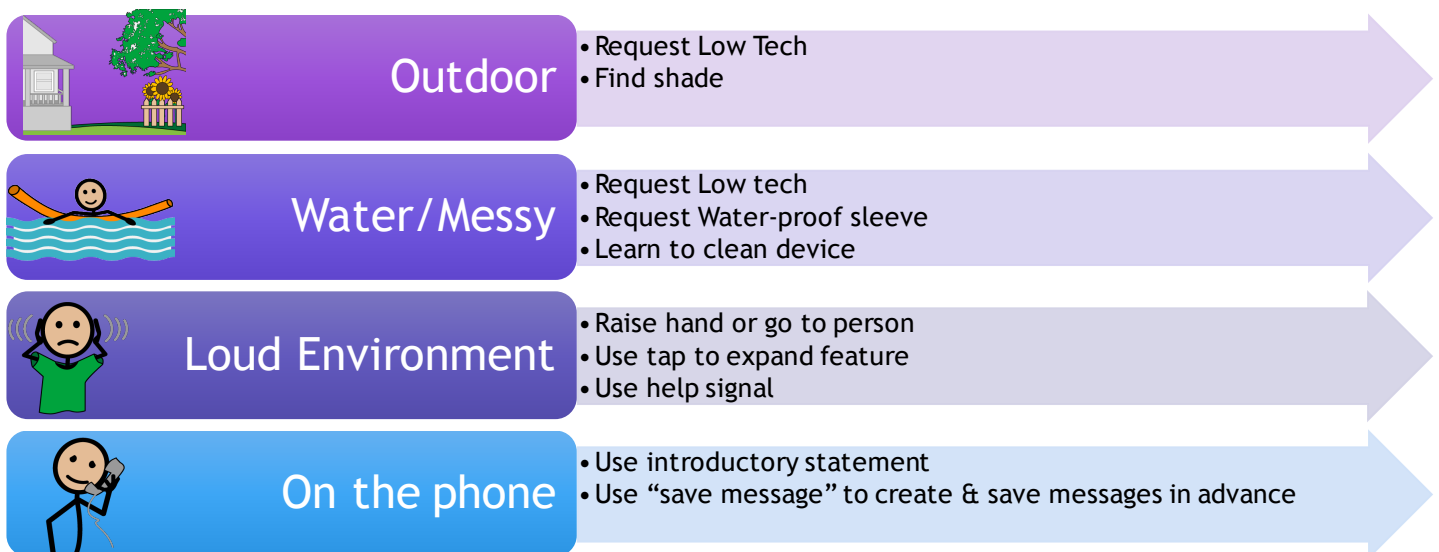 Outdoor
• Request Low Tech
• Find shade
Water/Messy
• Request Low tech
• Request Water-proof sleeve
• Learn to clean device
Loud Environment
• Raise hand or go to person
• Use tap to expand feature
• Use help signal
On the phone
• Use introductory statement
• Use “save message” to create & save messages in advance